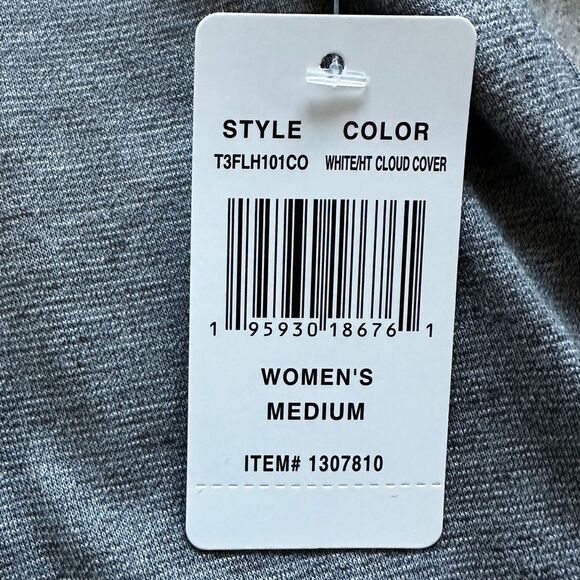 STYLE COLOR
T3FLH101CO WHITE/HT CLOUD COVER
1 95930 18676 1
WOMEN'S
MEDIUM
ITEM# 1307810